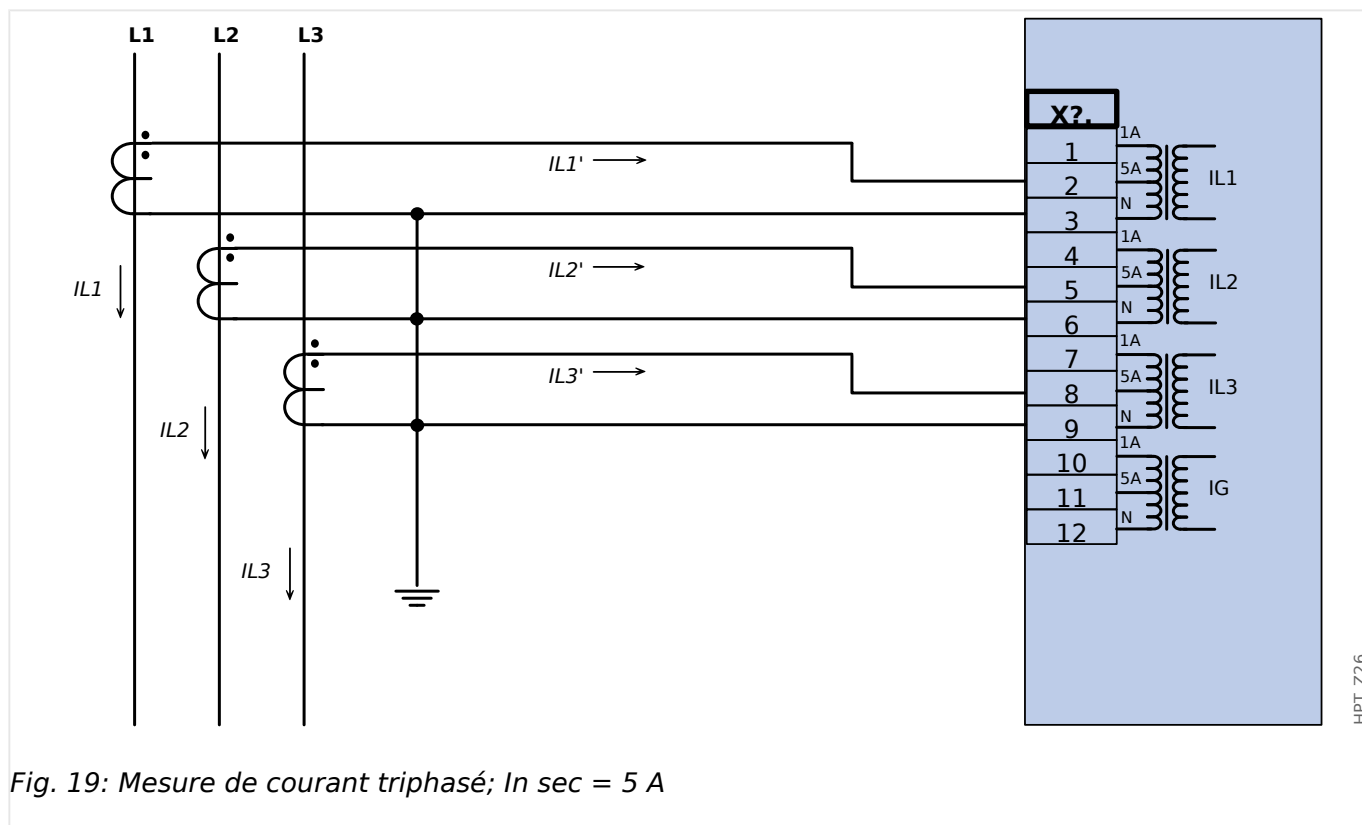 L1 L2 L3
X?.
1
2
3
4
5
6
7
8
9
10
11
12
1A
5A
N
IL1
1A
5A
N
IL2
1A
5A
N
IL3
1A
5A
N
IG
IL1'
IL2'
IL3'
IL1
IL2
IL3
HPT_Z26
Fig. 19: Mesure de courant triphasé; In sec = 5 A